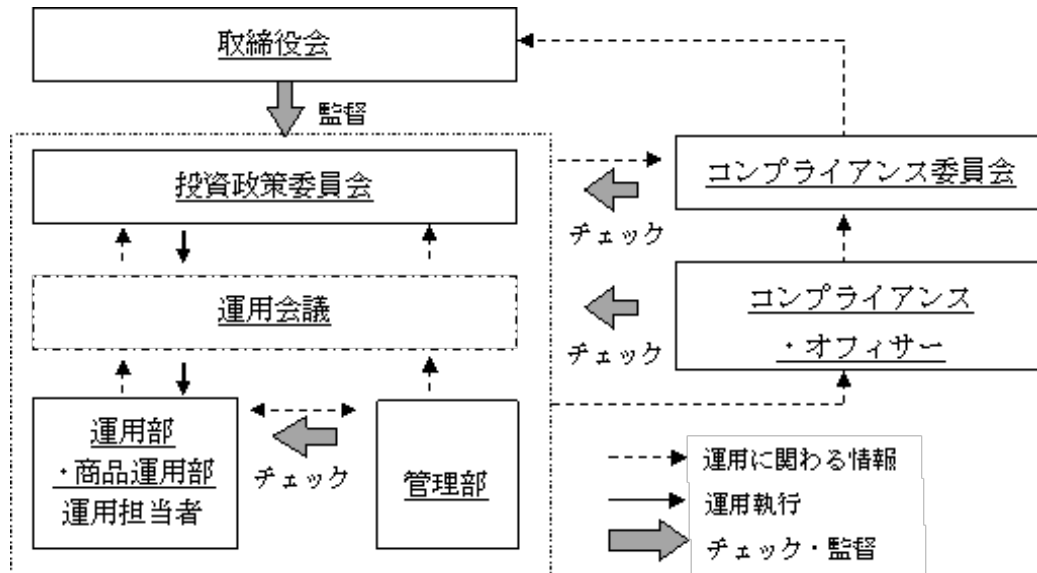 取締役会
監督
投資政策委員会
コンプライアンス委員会
チェック
運用会議
コンプライアンス
・オフィサー
チェック
運用部
・商品運用部
運用担当者
チェック
管理部
運用に関わる情報
運用執行
チェック・監督